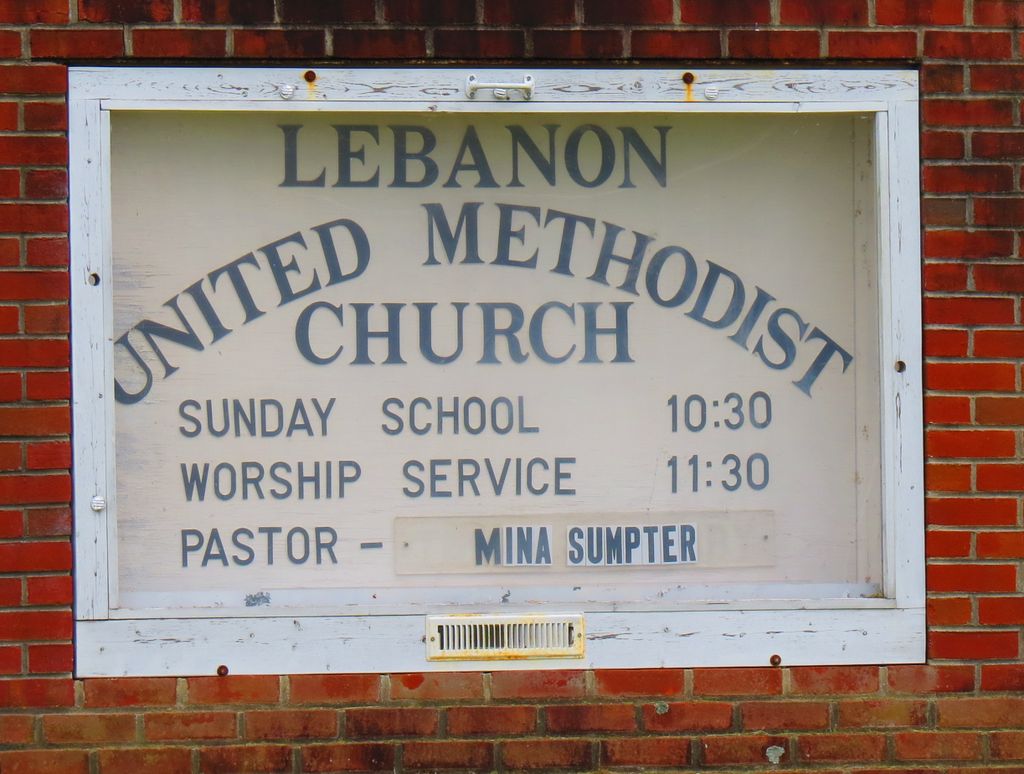 LEBANON
UNITED METHODIST
CHURCH
SUNDAY SCHOOL 10:30
WORSHIP SERVICE 11:30
PASTOR - MINA SUMPTER